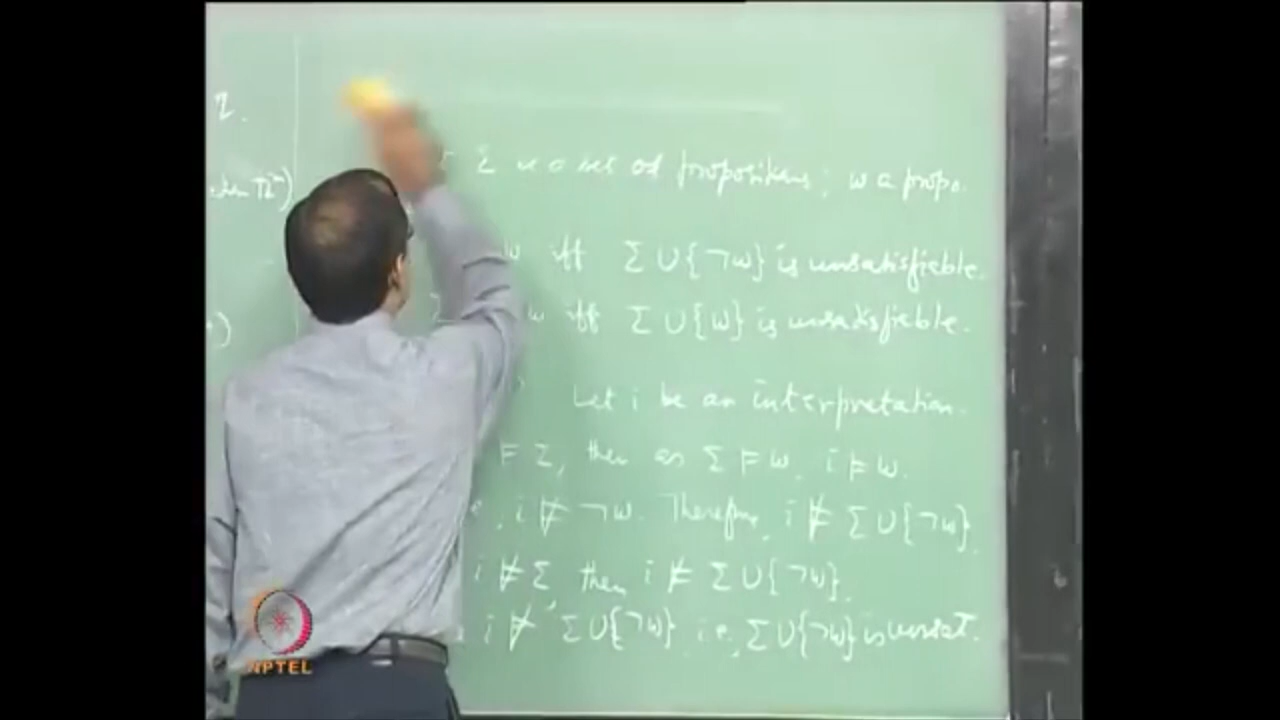 2.
Σ is a set of propositions; w a propo.
w iff Σ ∪ {¬w} is unsatisfiable.
Σ w iff Σ ∪ {w} is unsatisfiable.
)
Let i be an interpretation.
⊨ Σ, then as Σ ⊨ w, i ⊨ w.
, i ⊭ ¬w. Therefore, i ⊭ Σ ∪ {¬w}.
i ⊭ Σ, then i ⊭ Σ ∪ {¬w}.
i ⊭ Σ ∪ {¬w} i.e., Σ ∪ {¬w} is unsat.
NPTEL